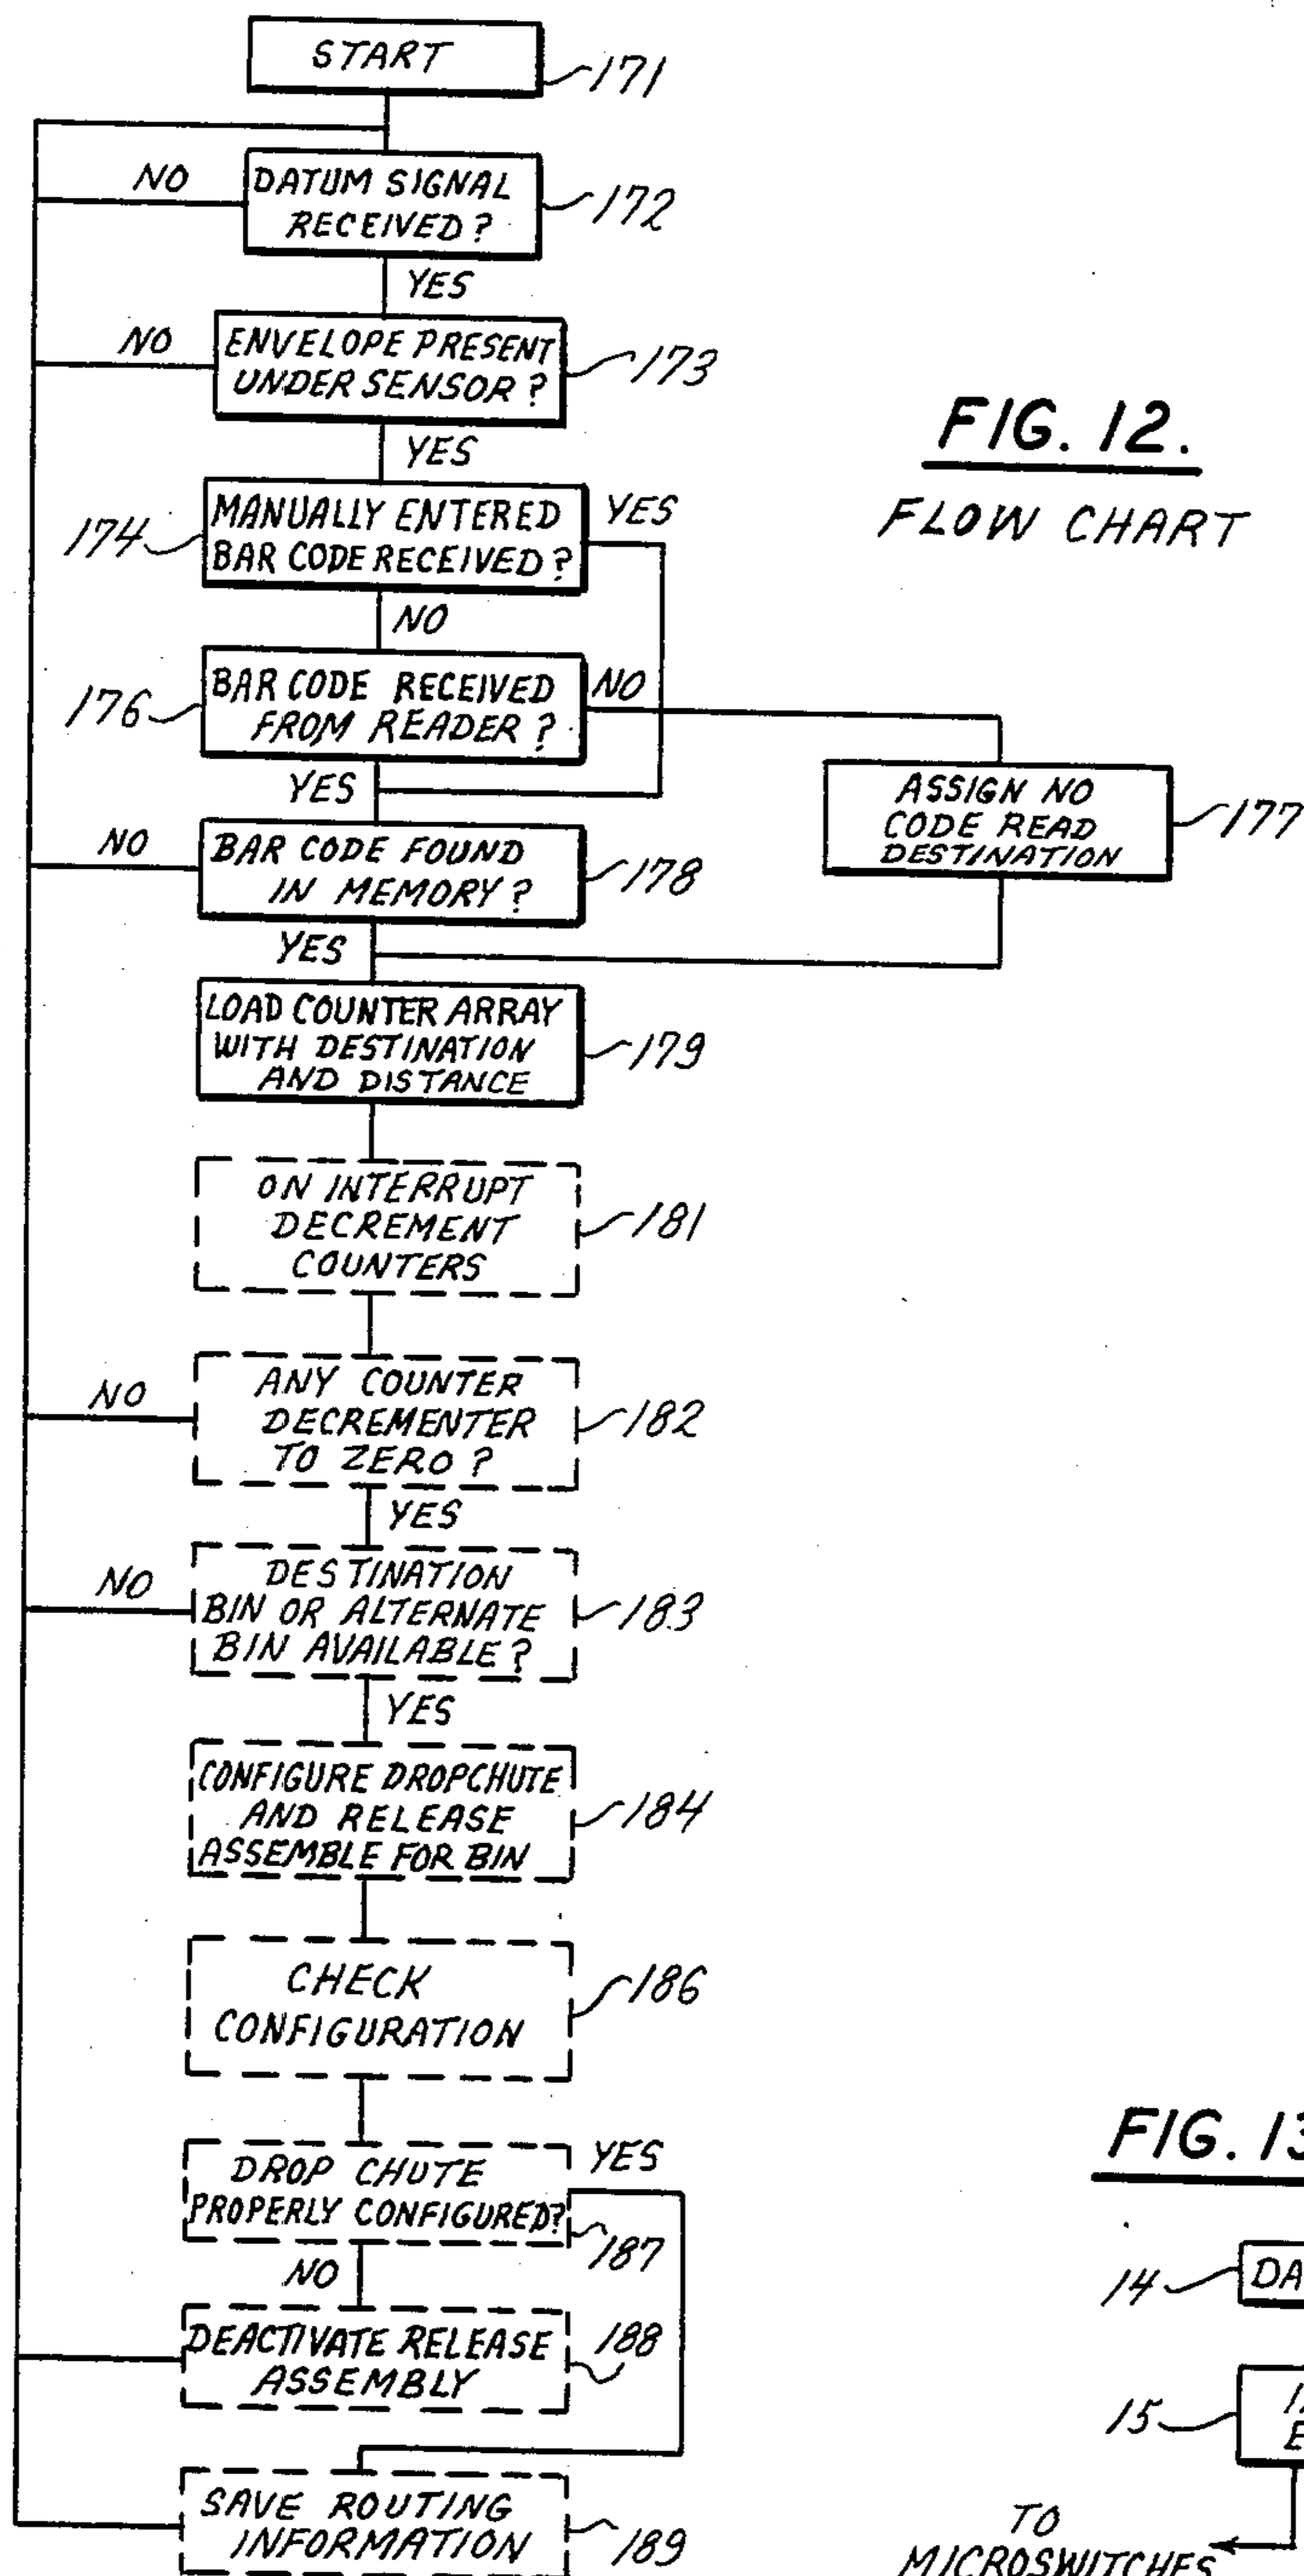 START
171
NO
DATUM SIGNAL
RECEIVED?
172
YES
NO
ENVELOPE PRESENT
UNDER SENSOR?
173
YES
FIG. 12.
FLOW CHART
174
MANUALLY ENTERED
BAR CODE RECEIVED?
YES
NO
176
BAR CODE RECEIVED
FROM READER?
NO
YES
ASSIGN NO
CODE READ
DESTINATION
177
NO
BAR CODE FOUND
IN MEMORY?
178
YES
LOAD COUNTER ARRAY
WITH DESTINATION
AND DISTANCE
179
ON INTERRUPT
DECREMENT
COUNTERS
181
NO
ANY COUNTER
DECREMENTER
TO ZERO?
182
YES
NO
DESTINATION
BIN OR ALTERNATE
BIN AVAILABLE?
183
YES
CONFIGURE DROPCHUTE
AND RELEASE
ASSEMBLE FOR BIN
184
CHECK
CONFIGURATION
186
DROP CHUTE
PROPERLY CONFIGURED?
YES
187
NO
DEACTIVATE RELEASE
ASSEMBLY
188
SAVE ROUTING
INFORMATION
189
FIG. 13
14
DA
15
E
TO
MICROSWITCHES